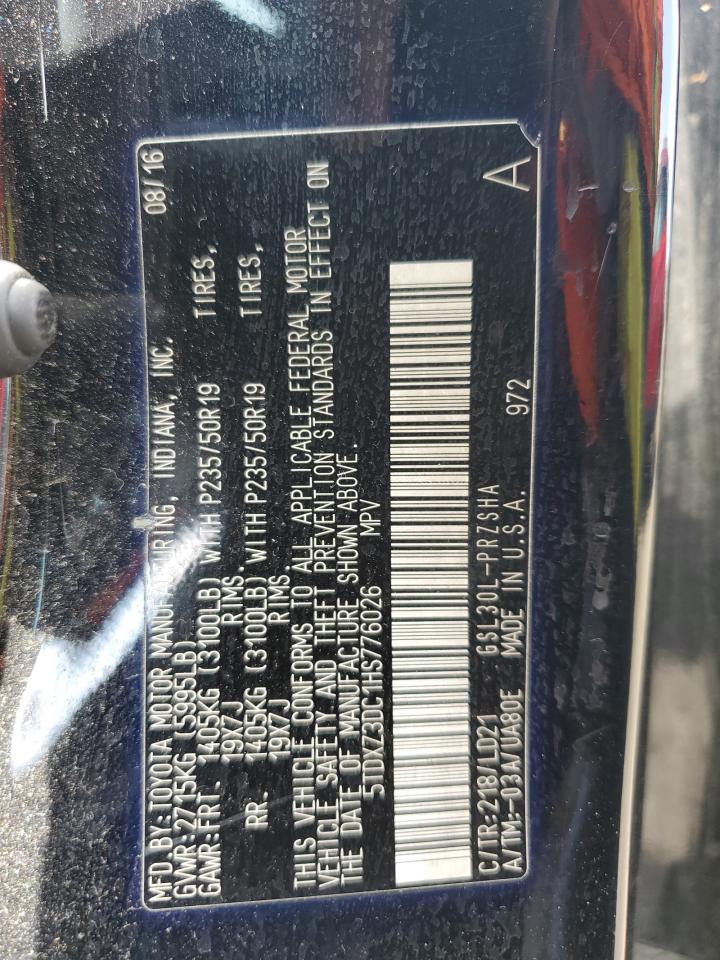 MFD. BY: TOYOTA MOTOR MANUFACTURING, INDIANA, INC. 08/16
GVWR: 2715KG (5995LB)
GAWR: FRT. 1405KG (3100LB) WITH P235/50R19 TIRES,
19X7J RIMS
RR. 1405KG (3100LB) WITH P235/50R19 TIRES,
19X7J RIMS
THIS VEHICLE CONFORMS TO ALL APPLICABLE FEDERAL MOTOR
VEHICLE SAFETY AND THEFT PREVENTION STANDARDS IN EFFECT ON
THE DATE OF MANUFACTURE SHOWN ABOVE.
5TDXZ3DC1HS776026 MPV
C/TR: 218/LD21 GSL30L-PRZSHA A
A/TM:-03A/UA80E MADE IN U.S.A. 972